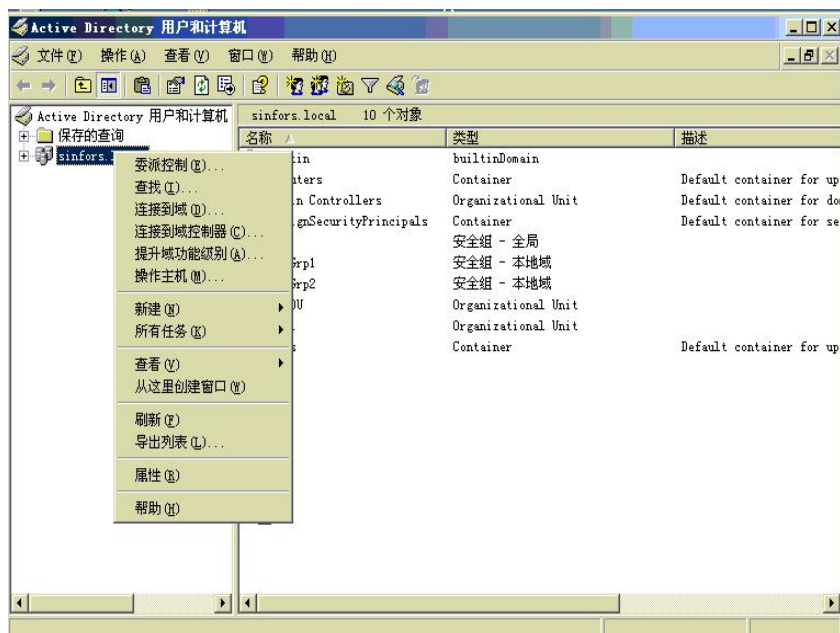 Active Directory 用户和计算机
文件(F) 操作(A) 查看(V) 窗口(W) 帮助(H)
Active Directory 用户和计算机
保存的查询
sinfors.
sinfors.local 10 个对象
名称 类型 描述
builtinDomain
Container Default container for up
n Controllers Organizational Unit Default container for do
gnSecurityPrincipals Container Default container for se
安全组 - 全局
Grp1 安全组 - 本地域
Grp2 安全组 - 本地域
OU Organizational Unit
Organizational Unit
Container Default container for up
委派控制(E)...
查找(I)...
连接到域(D)...
连接到域控制器(C)...
提升域功能级别(A)...
操作主机(M)...
新建(N)
所有任务(K)
查看(V)
从这里创建窗口(W)
刷新(F)
导出列表(L)...
属性(R)
帮助(H)